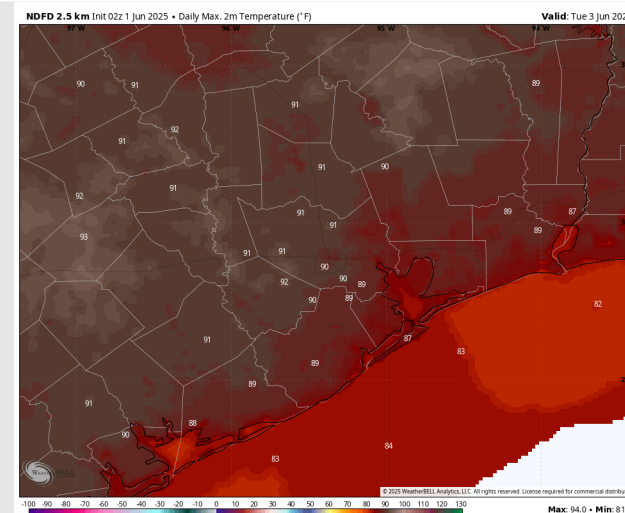 NDFD 2.5 km Init 02z 1 Jun 2025 • Daily Max. 2m Temperature (°F)
Valid: Tue 3 Jun 202
97 W 96 W 95 W 94 W
90 91 89
91
92
91
91 90
91
92
91 89 87
91 89
93
91 91
90
92 90 89
90 89
82
91 87
83
89
89
91
88
90
84
83
© 2025 WeatherBELL Analytics, LLC. All rights reserved. License required for commercial distribu
-100 -90 -80 -70 -60 -50 -40 -30 -20 -10 0 10 20 30 40 50 60 70 80 90 100 110 120 130
Max: 94.0 • Min: 81